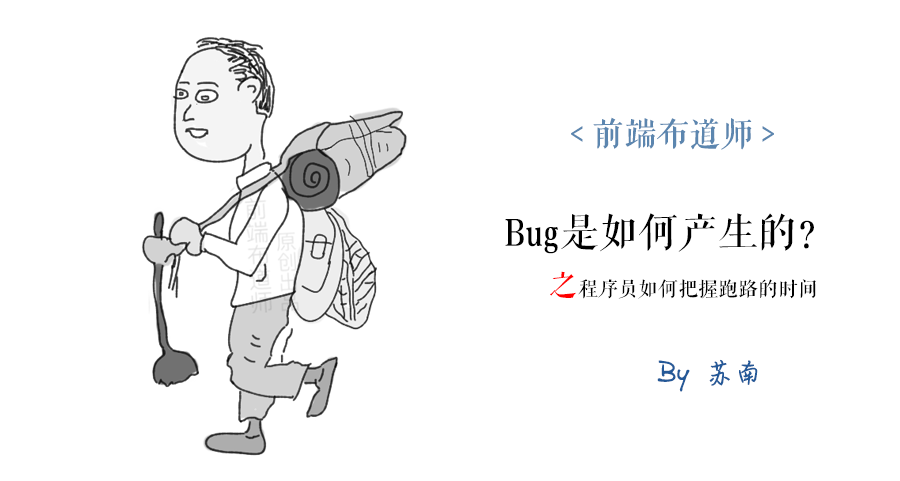 <前端布道师>
Bug是如何产生的?
之程序员如何把握跑路的时间
By 苏南
前端布道师
原创出品